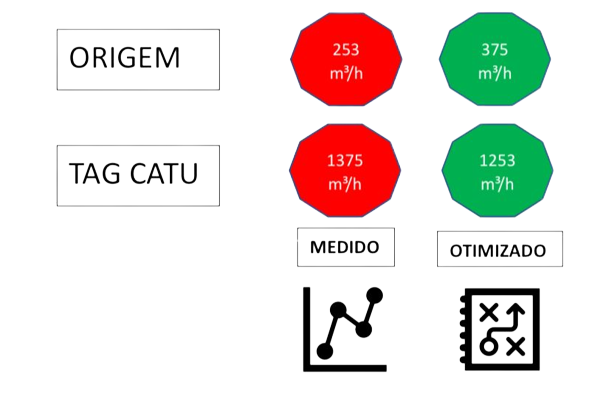 ORIGEM
253
m³/h
375
m³/h
TAG CATU
1375
m³/h
1253
m³/h
MEDIDO
OTIMIZADO